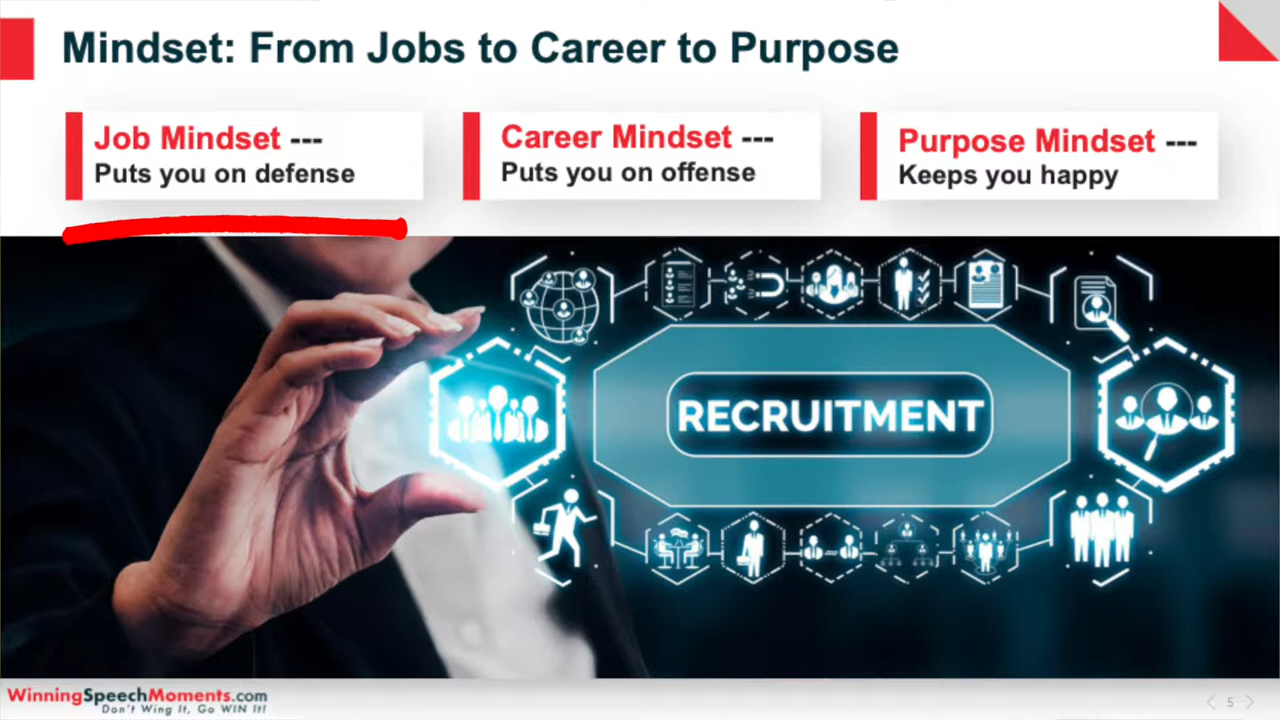 Mindset: From Jobs to Career to Purpose
Job Mindset ---
Puts you on defense
Career Mindset ---
Puts you on offense
Purpose Mindset ---
Keeps you happy
RECRUITMENT
WinningSpeechMoments.com
Don't Wing It, Go WIN It!
5